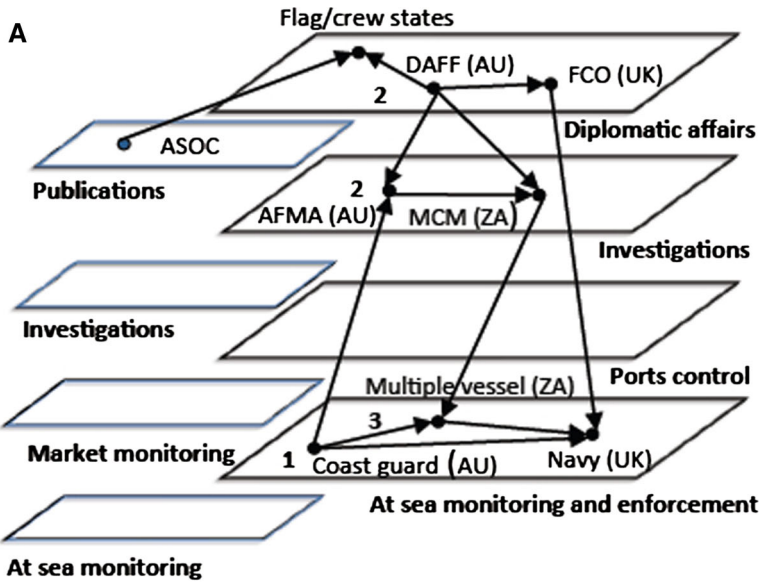 A
Flag/crew states
DAFF (AU)
FCO (UK)
2
Diplomatic affairs
ASOC
Publications
2
AFMA (AU)
MCM (ZA)
Investigations
Investigations
Ports control
Multiple vessel (ZA)
3
Market monitoring
1
Coast guard (AU)
Navy (UK)
At sea monitoring and enforcement
At sea monitoring